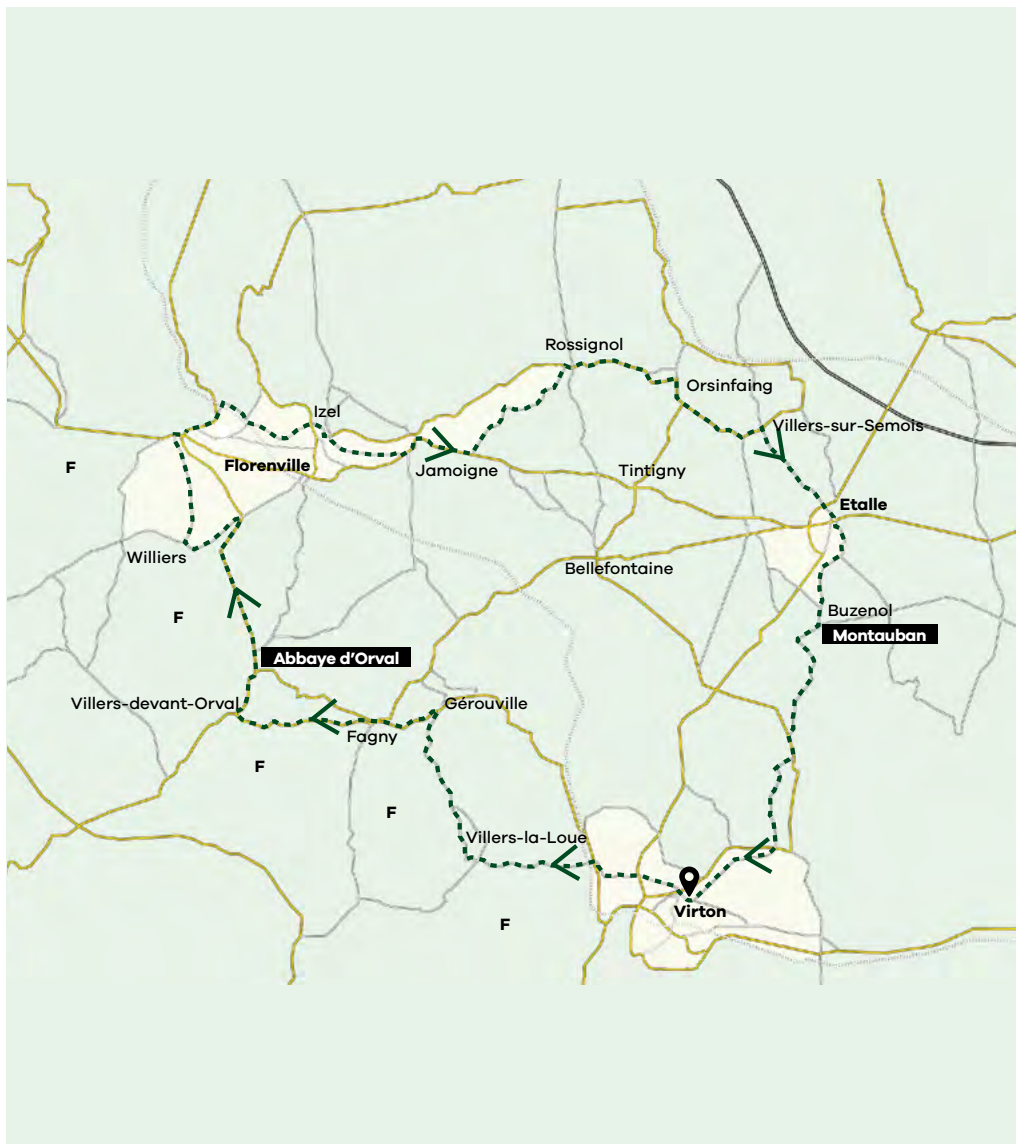 Rossignol
Orsinfaing
Izel
Villers-sur-Semois
F
Florenville
Jamoigne
Tintigny
Etalle
Williers
Bellefontaine
F
Buzenol
Montauban
Abbaye d'Orval
Villers-devant-Orval
Gérouville
Fagny
F
F
Villers-la-Loue
Virton
F